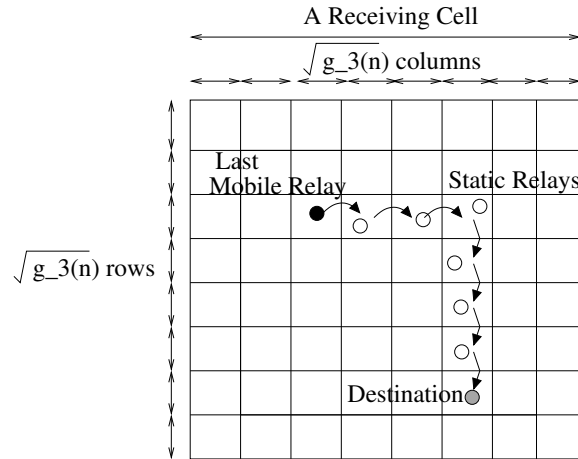 A Receiving Cell
√g_3(n) columns
Last
Mobile Relay
Static Relays
√g_3(n) rows
Destination